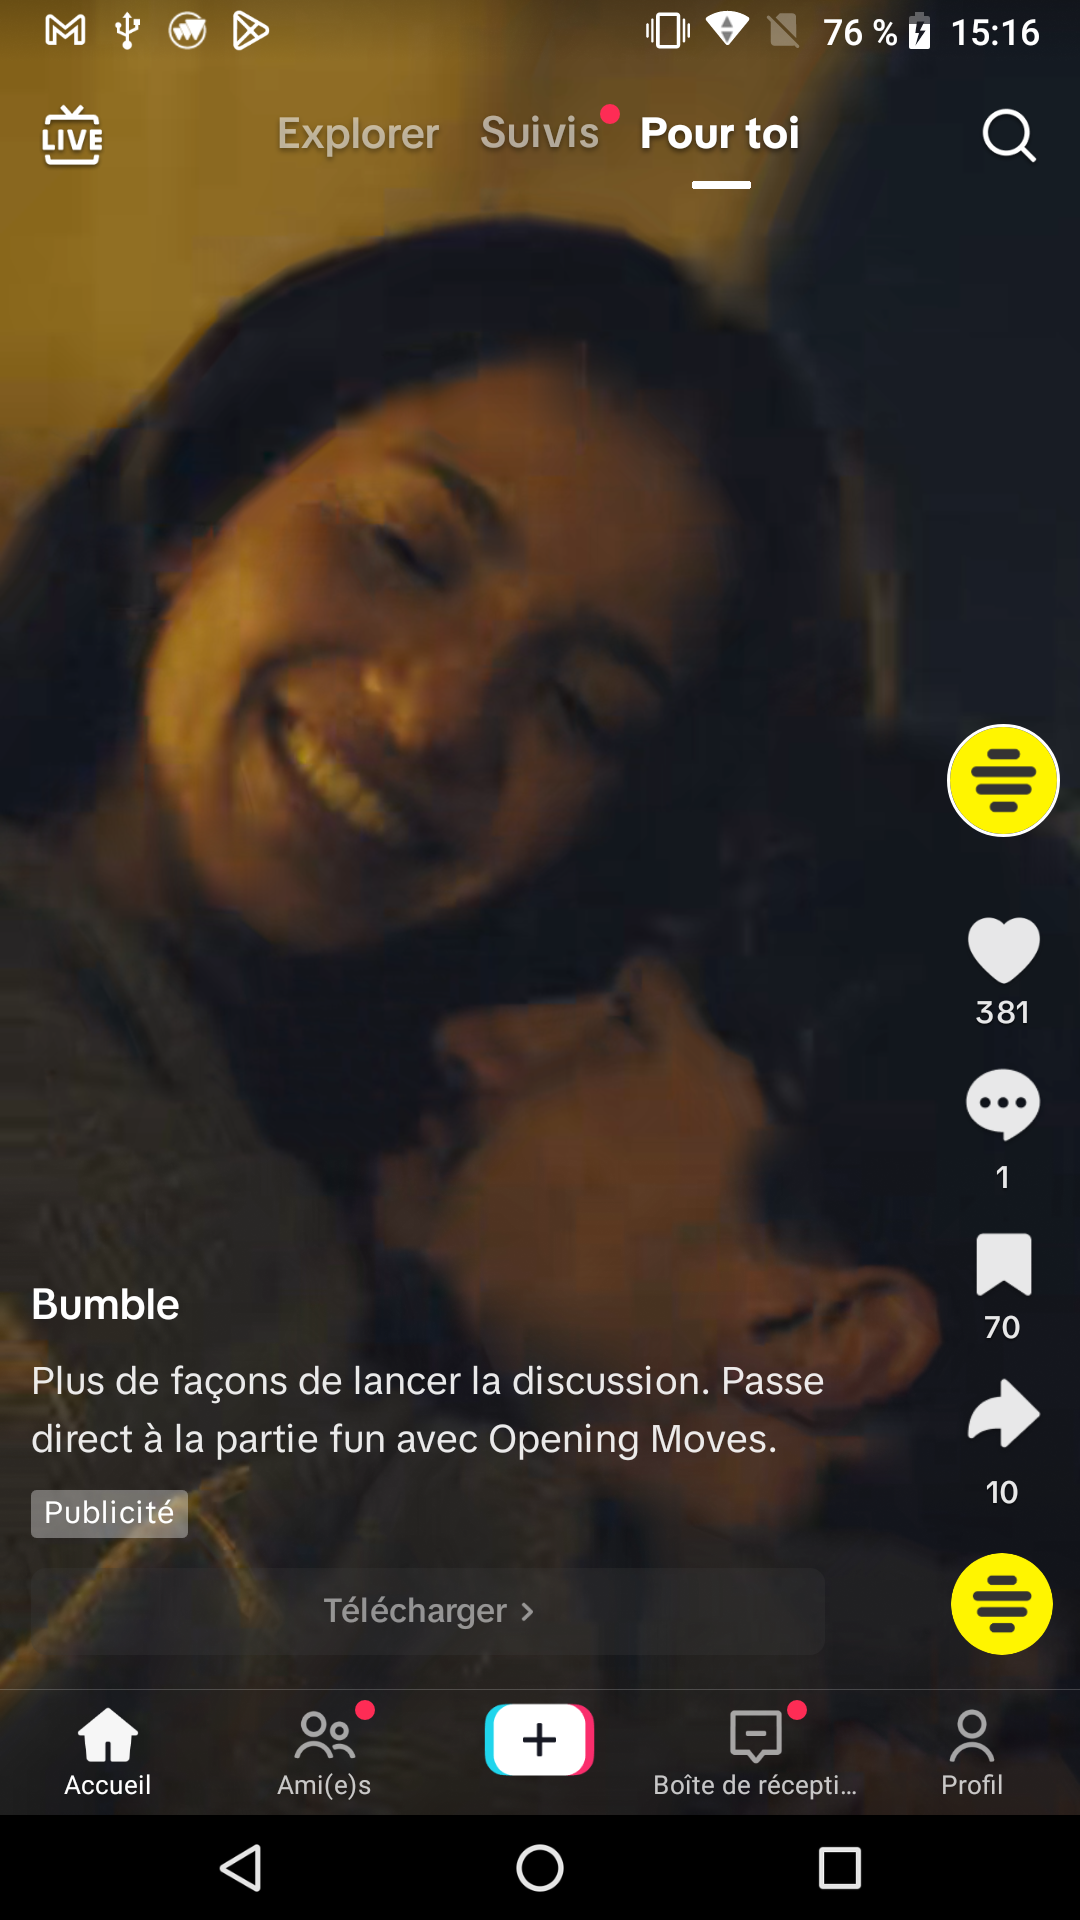 76 % 15:16
LIVE Explorer Suivis Pour toi
381
1
70
10
Bumble
Plus de façons de lancer la discussion. Passe
direct à la partie fun avec Opening Moves.
Publicité
Télécharger >
Accueil Ami(e)s Boîte de récepti... Profil